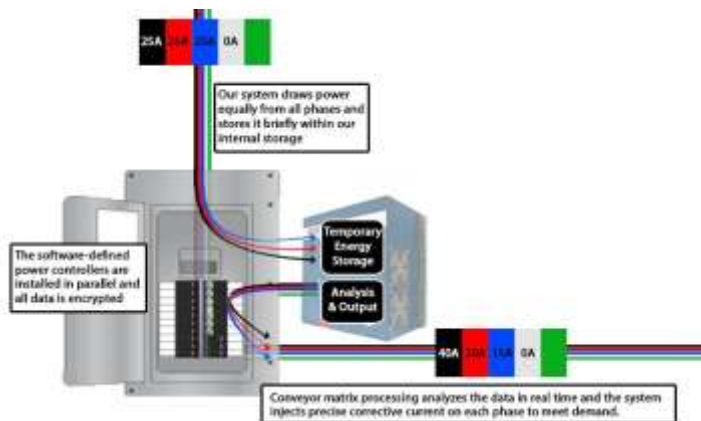 25A 25A 25A 0A
Our system draws power
equally from all phases and
stores it briefly within our
internal storage
Temporary
Energy
Storage
The software-defined
power controllers are
installed in parallel and
all data is encrypted
Analysis
& Output
40A 20A 15A 0A
Conveyor matrix processing analyzes the data in real time and the system
injects precise corrective current on each phase to meet demand.